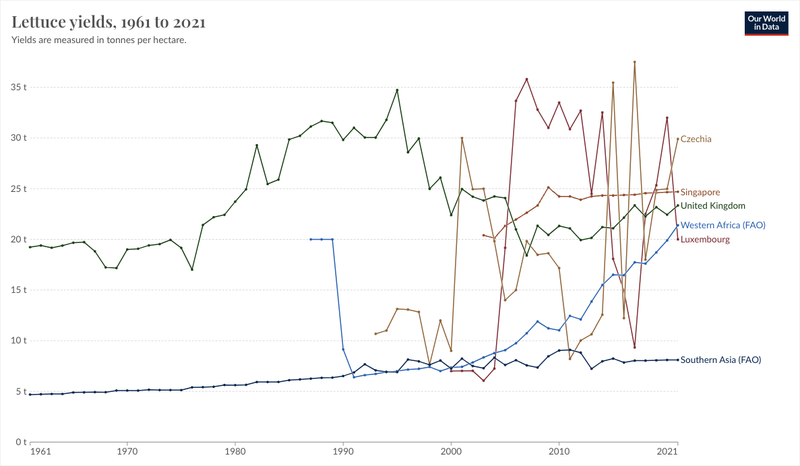 Lettuce yields, 1961 to 2021
Yields are measured in tonnes per hectare.
Our World
in Data
35 t
30 t
25 t
20 t
15 t
10 t
5 t
0 t
1961
1970
1980
1990
2000
2010
2021
Czechia
Singapore
United Kingdom
Western Africa (FAO)
Luxembourg
Southern Asia (FAO)